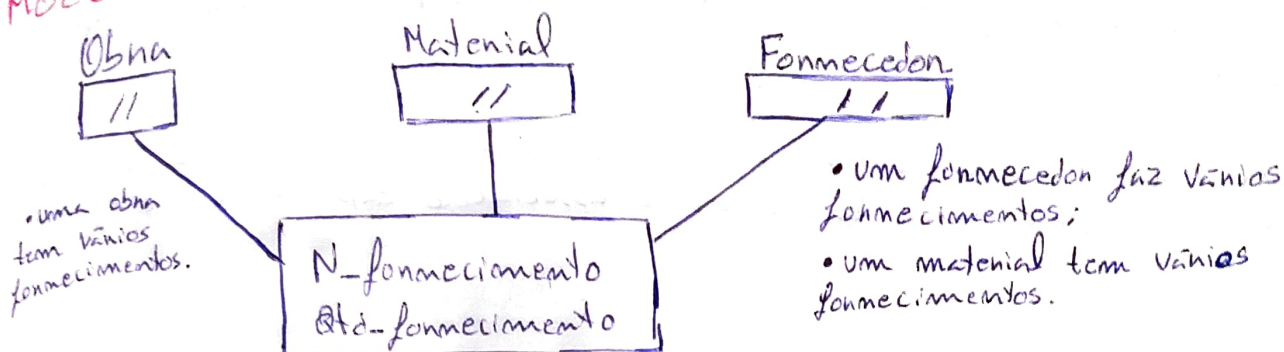 Obra
Material
Fornecedor
//
//
//
• uma obra
tem vários
fornecimentos.
N_fornecimento
Qtd_fornecimento
• um fornecedor faz vários
fornecimentos;
• um material tem vários
fornecimentos.